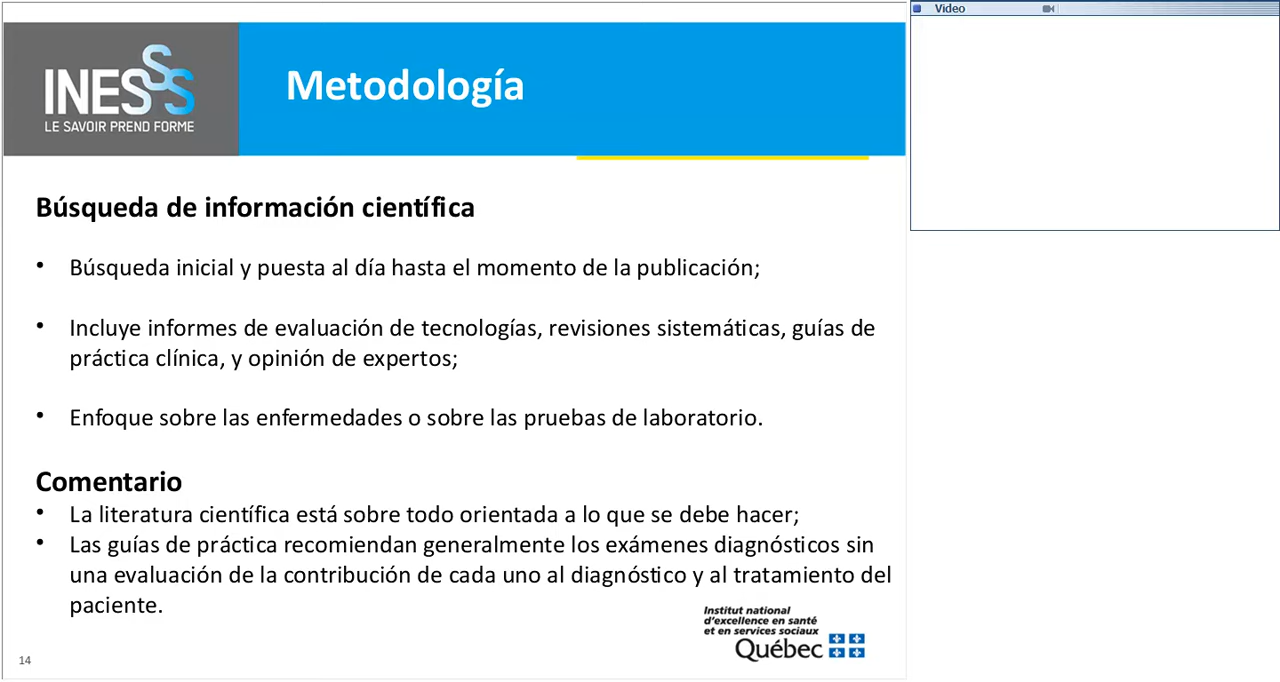 Video
INESSS
LE SAVOIR PREND FORME
Metodología
Búsqueda de información científica
• Búsqueda inicial y puesta al día hasta el momento de la publicación;
• Incluye informes de evaluación de tecnologías, revisiones sistemáticas, guías de
práctica clínica, y opinión de expertos;
• Enfoque sobre las enfermedades o sobre las pruebas de laboratorio.
Comentario
• La literatura científica está sobre todo orientada a lo que se debe hacer;
• Las guías de práctica recomiendan generalmente los exámenes diagnósticos sin
una evaluación de la contribución de cada uno al diagnóstico y al tratamiento del
paciente.
Institut national
d'excellence en santé
et en services sociaux
Québec
14